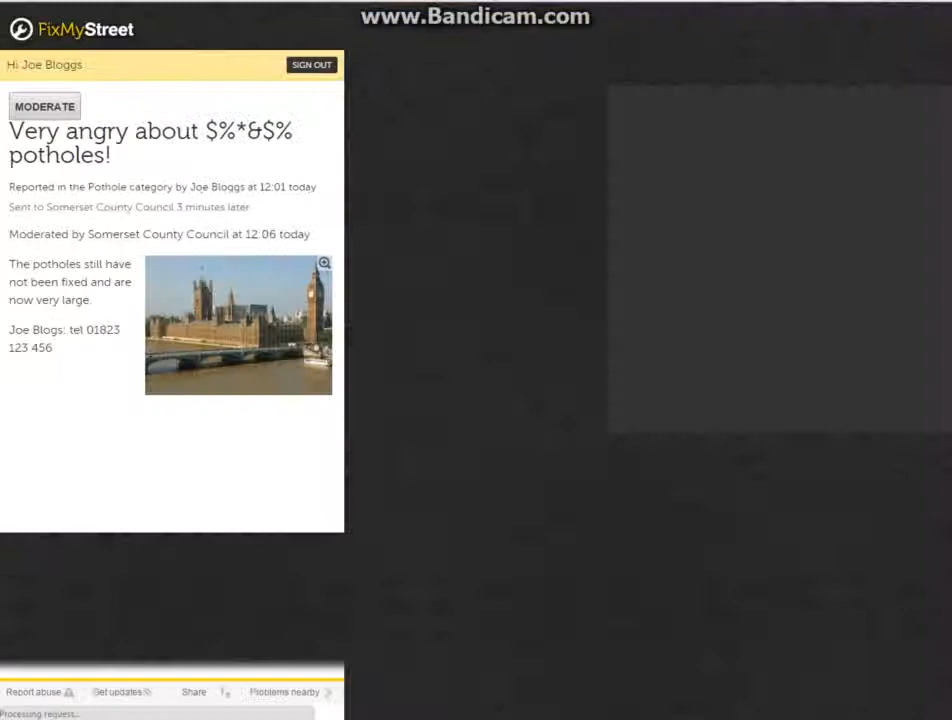 www.Bandicam.com
FixMyStreet
Hi Joe Bloggs
SIGN OUT
MODERATE
Very angry about $%*&$%
potholes!
Reported in the Pothole category by Joe Bloggs at 12:01 today
Sent to Somerset County Council 3 minutes later
Moderated by Somerset County Council at 12:06 today
The potholes still have
not been fixed and are
now very large.
Joe Blogs: tel 01823
123 456
Report abuse Get updates Share Problems nearby
Processing request...